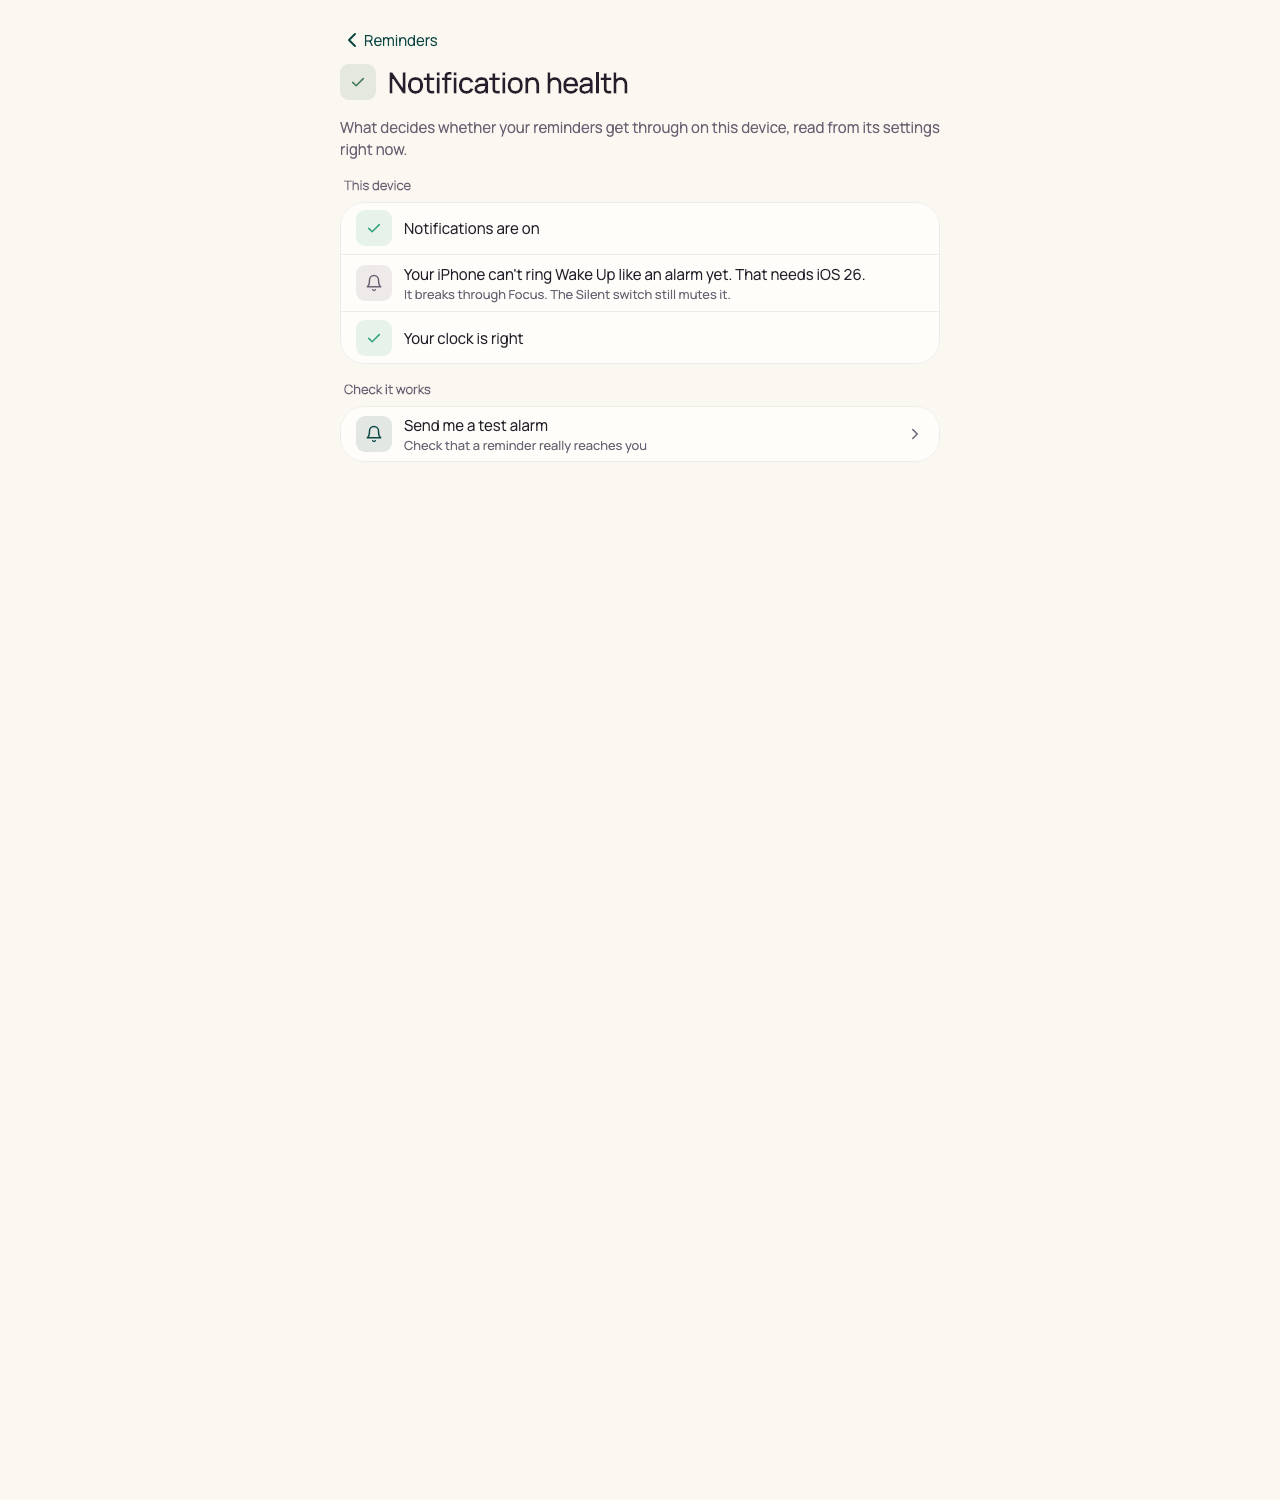 Reminders
Notification health
What decides whether your reminders get through on this device, read from its settings
right now.
This device
Notifications are on
Your iPhone can't ring Wake Up like an alarm yet. That needs iOS 26.
It breaks through Focus. The Silent switch still mutes it.
Your clock is right
Check it works
Send me a test alarm
Check that a reminder really reaches you